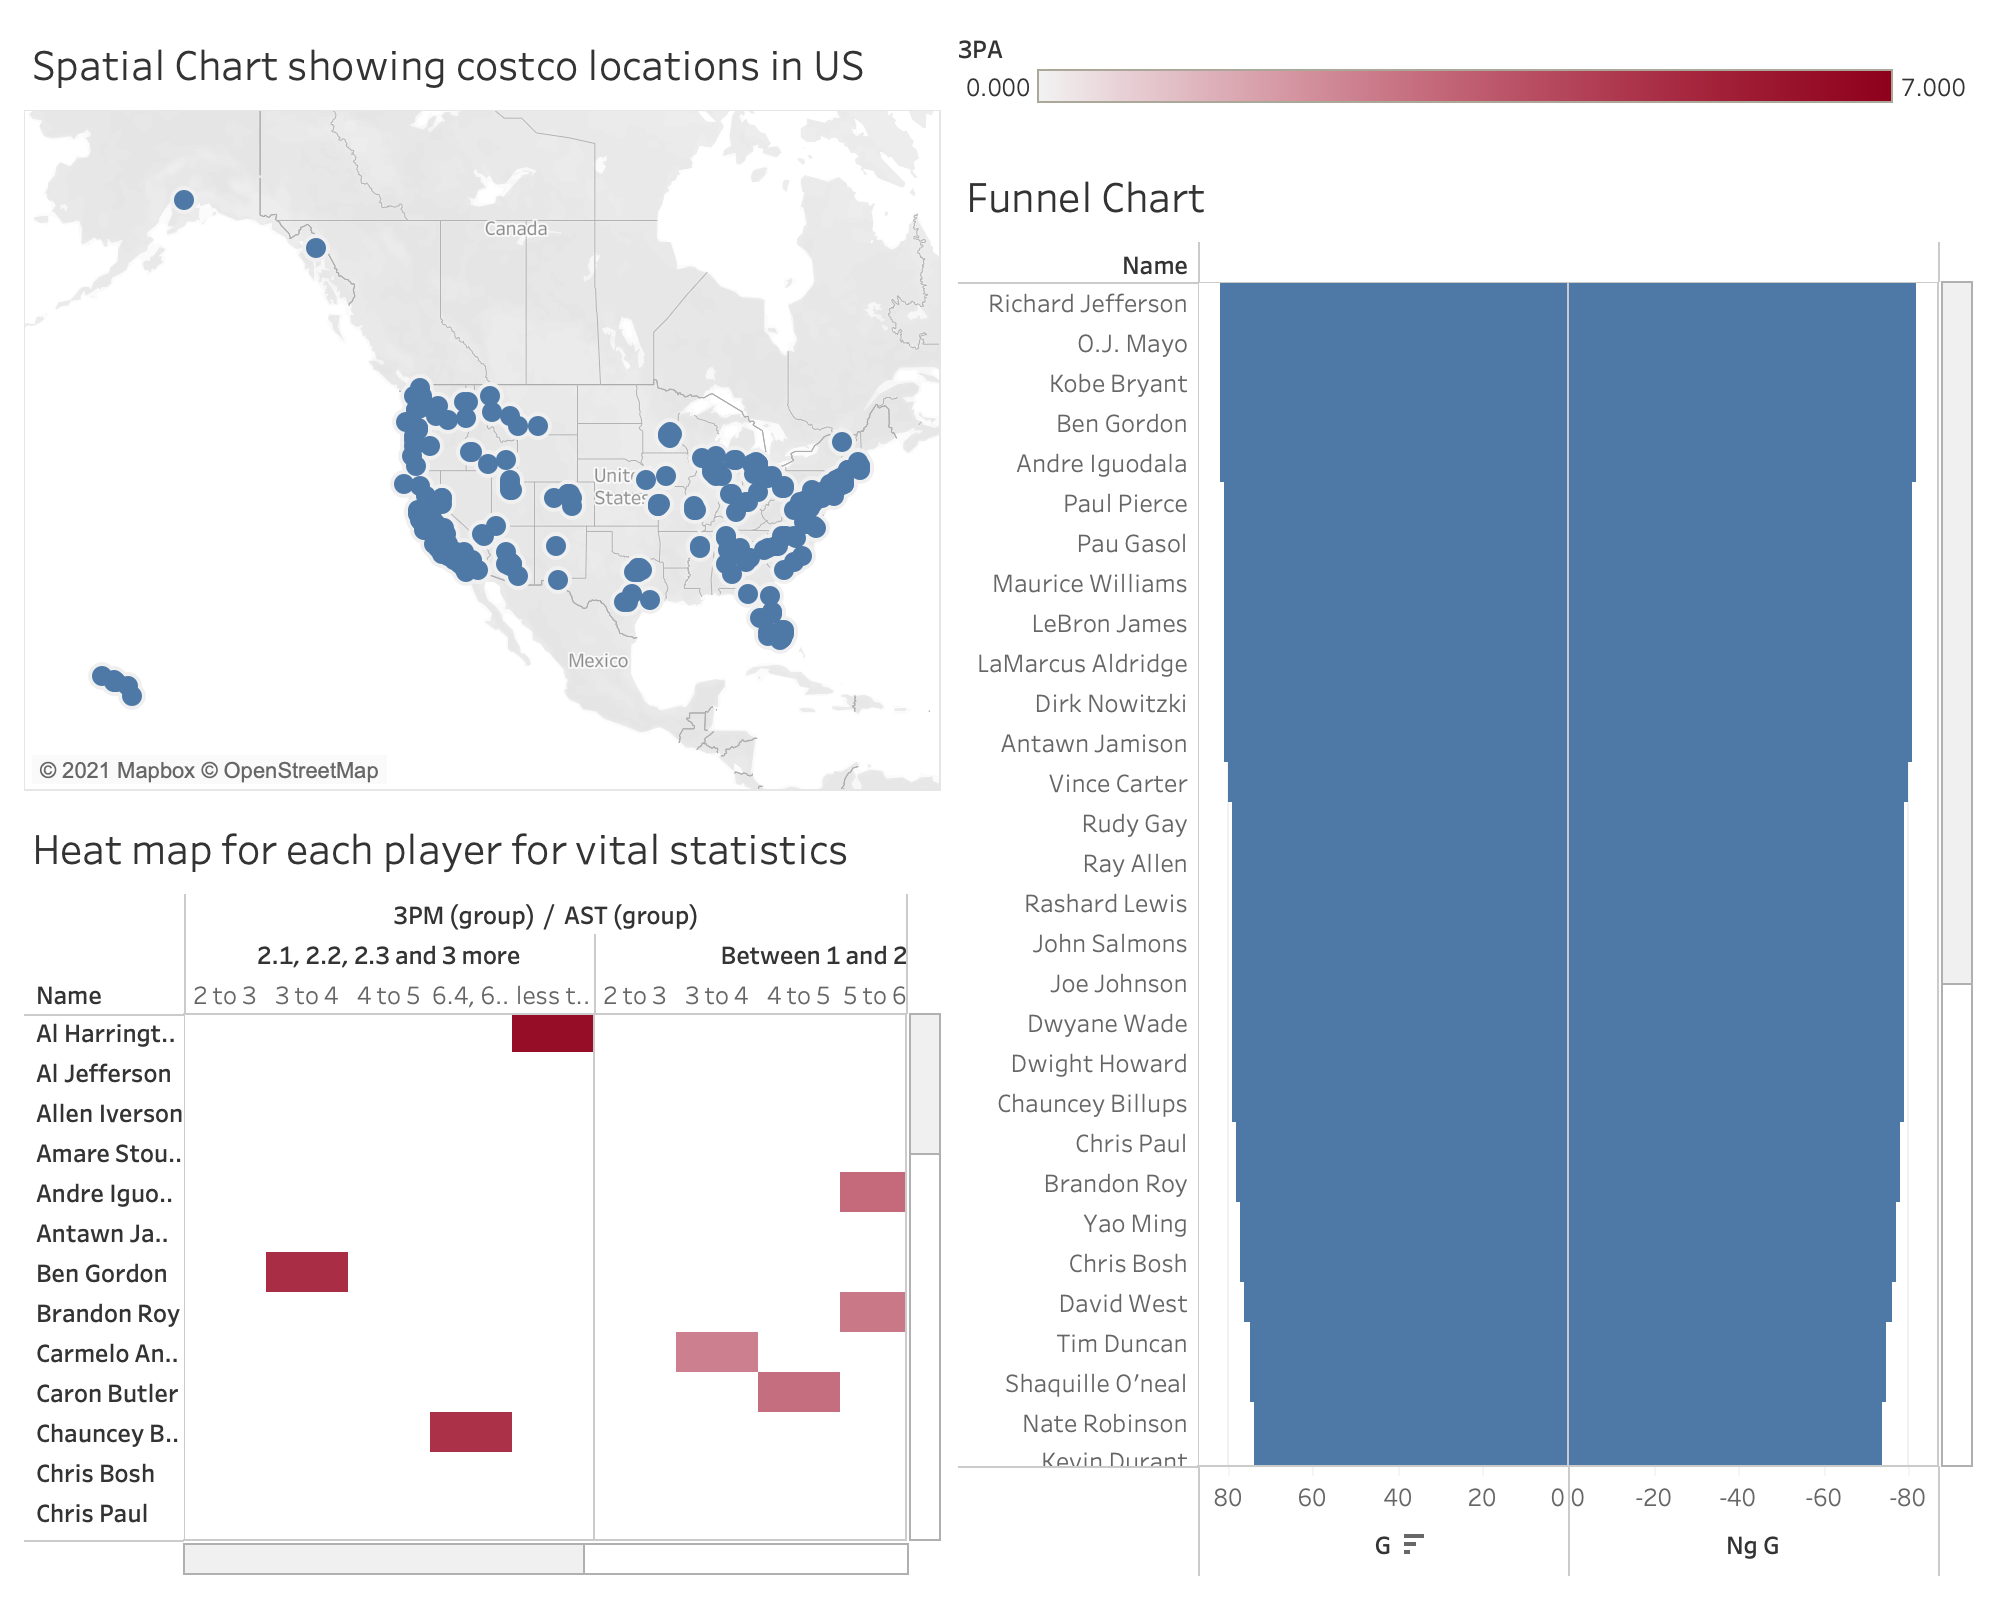 Spatial Chart showing costco locations in US
Canada
United
States
Mexico
© 2021 Mapbox © OpenStreetMap
3PA
0.000 7.000
Funnel Chart
Name
Richard Jefferson
O.J. Mayo
Kobe Bryant
Ben Gordon
Andre Iguodala
Paul Pierce
Pau Gasol
Maurice Williams
LeBron James
LaMarcus Aldridge
Dirk Nowitzki
Antawn Jamison
Vince Carter
Rudy Gay
Ray Allen
Rashard Lewis
John Salmons
Joe Johnson
Dwyane Wade
Dwight Howard
Chauncey Billups
Chris Paul
Brandon Roy
Yao Ming
Chris Bosh
David West
Tim Duncan
Shaquille O'neal
Nate Robinson
Kevin Durant
80 60 40 20 0 0 -20 -40 -60 -80
G Ng G
Heat map for each player for vital statistics
3PM (group) / AST (group)
2.1, 2.2, 2.3 and 3 more Between 1 and 2
Name 2 to 3 3 to 4 4 to 5 6.4, 6.. less t.. 2 to 3 3 to 4 4 to 5 5 to 6
Al Harringt..
Al Jefferson
Allen Iverson
Amare Stou..
Andre Iguo..
Antawn Ja..
Ben Gordon
Brandon Roy
Carmelo An..
Caron Butler
Chauncey B..
Chris Bosh
Chris Paul